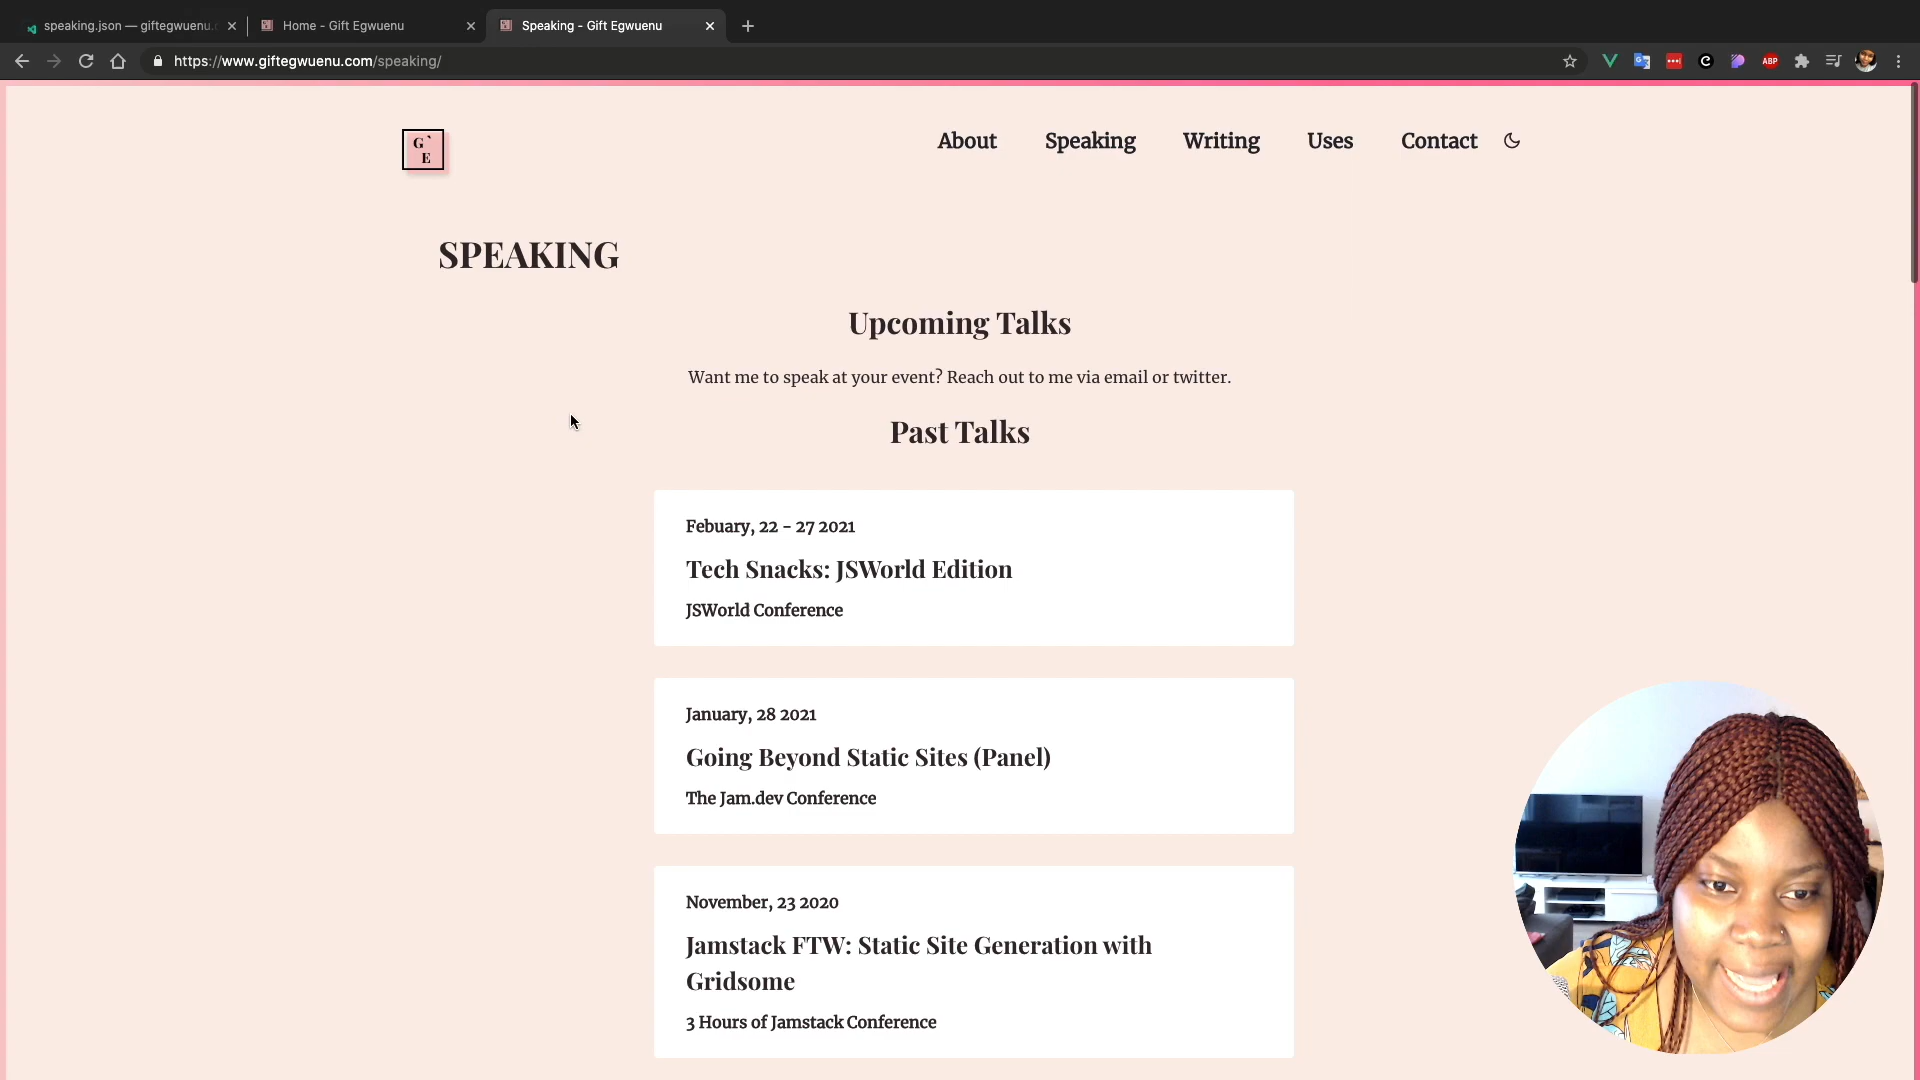 speaking.json — giftegwuenu.
Home - Gift Egwuenu
Speaking - Gift Egwuenu
https://www.giftegwuenu.com/speaking/
ABP
G`
E
About
Speaking
Writing
Uses
Contact
SPEAKING
Upcoming Talks
Want me to speak at your event? Reach out to me via email or twitter.
Past Talks
Febuary, 22 - 27 2021
Tech Snacks: JSWorld Edition
JSWorld Conference
January, 28 2021
Going Beyond Static Sites (Panel)
The Jam.dev Conference
November, 23 2020
Jamstack FTW: Static Site Generation with
Gridsome
3 Hours of Jamstack Conference